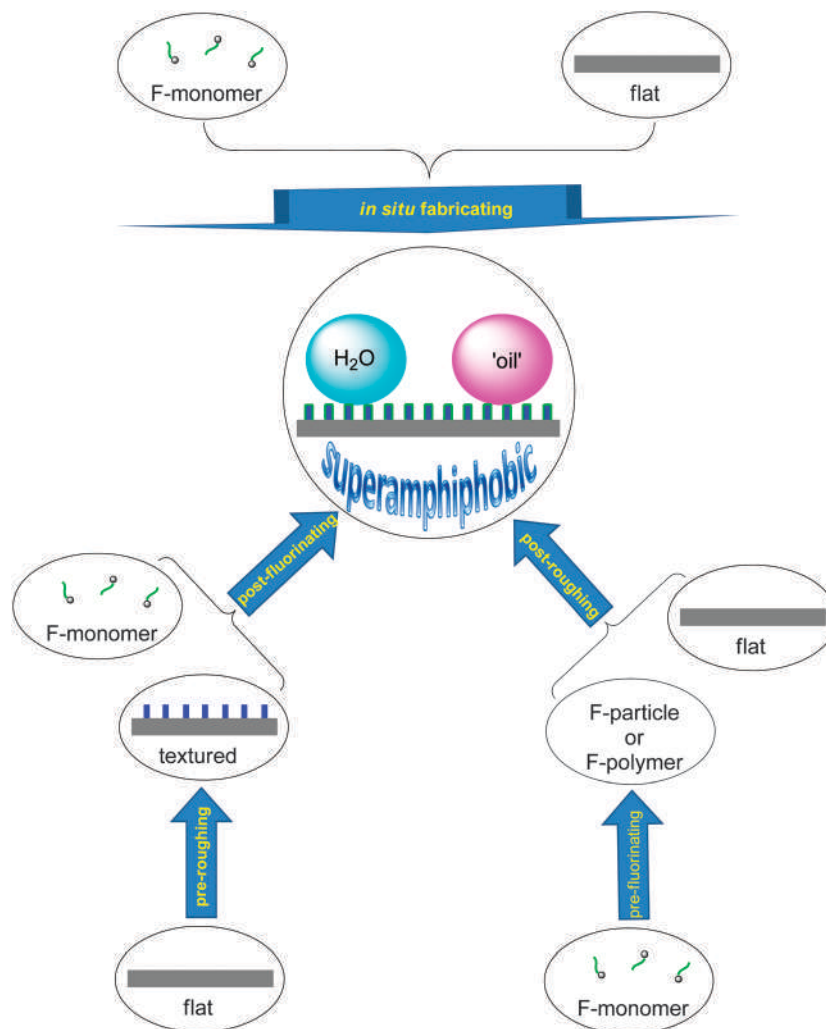 F-monomer
flat
in situ fabricating
H₂O
'oil'
superamphiphobic
post-fluorinating
post-roughing
F-monomer
flat
textured
F-particle
or
F-polymer
pre-roughing
pre-fluorinating
flat
F-monomer